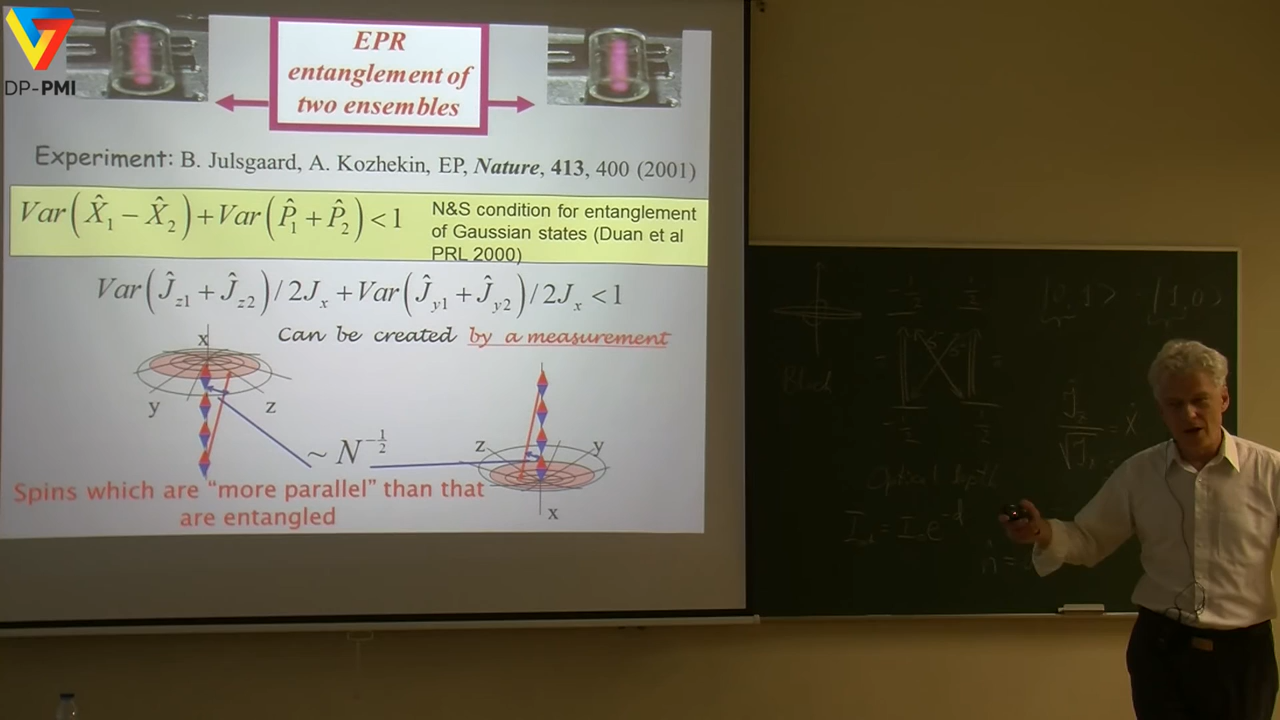 DP-PMI
EPR
entanglement of
two ensembles
Experiment: B. Julsgaard, A. Kozhekin, EP, Nature, 413, 400 (2001)
Var(X̂₁ − X̂₂) + Var(P̂₁ + P̂₂) < 1
N&S condition for entanglement
of Gaussian states (Duan et al
PRL 2000)
Var(Ĵz1 + Ĵz2) / 2Jx + Var(Ĵy1 + Ĵy2) / 2Jx < 1
Can be created by a measurement
x
y
z
~ N^(-1/2)
z
y
x
Spins which are “more parallel” than that
are entangled
Optical depth